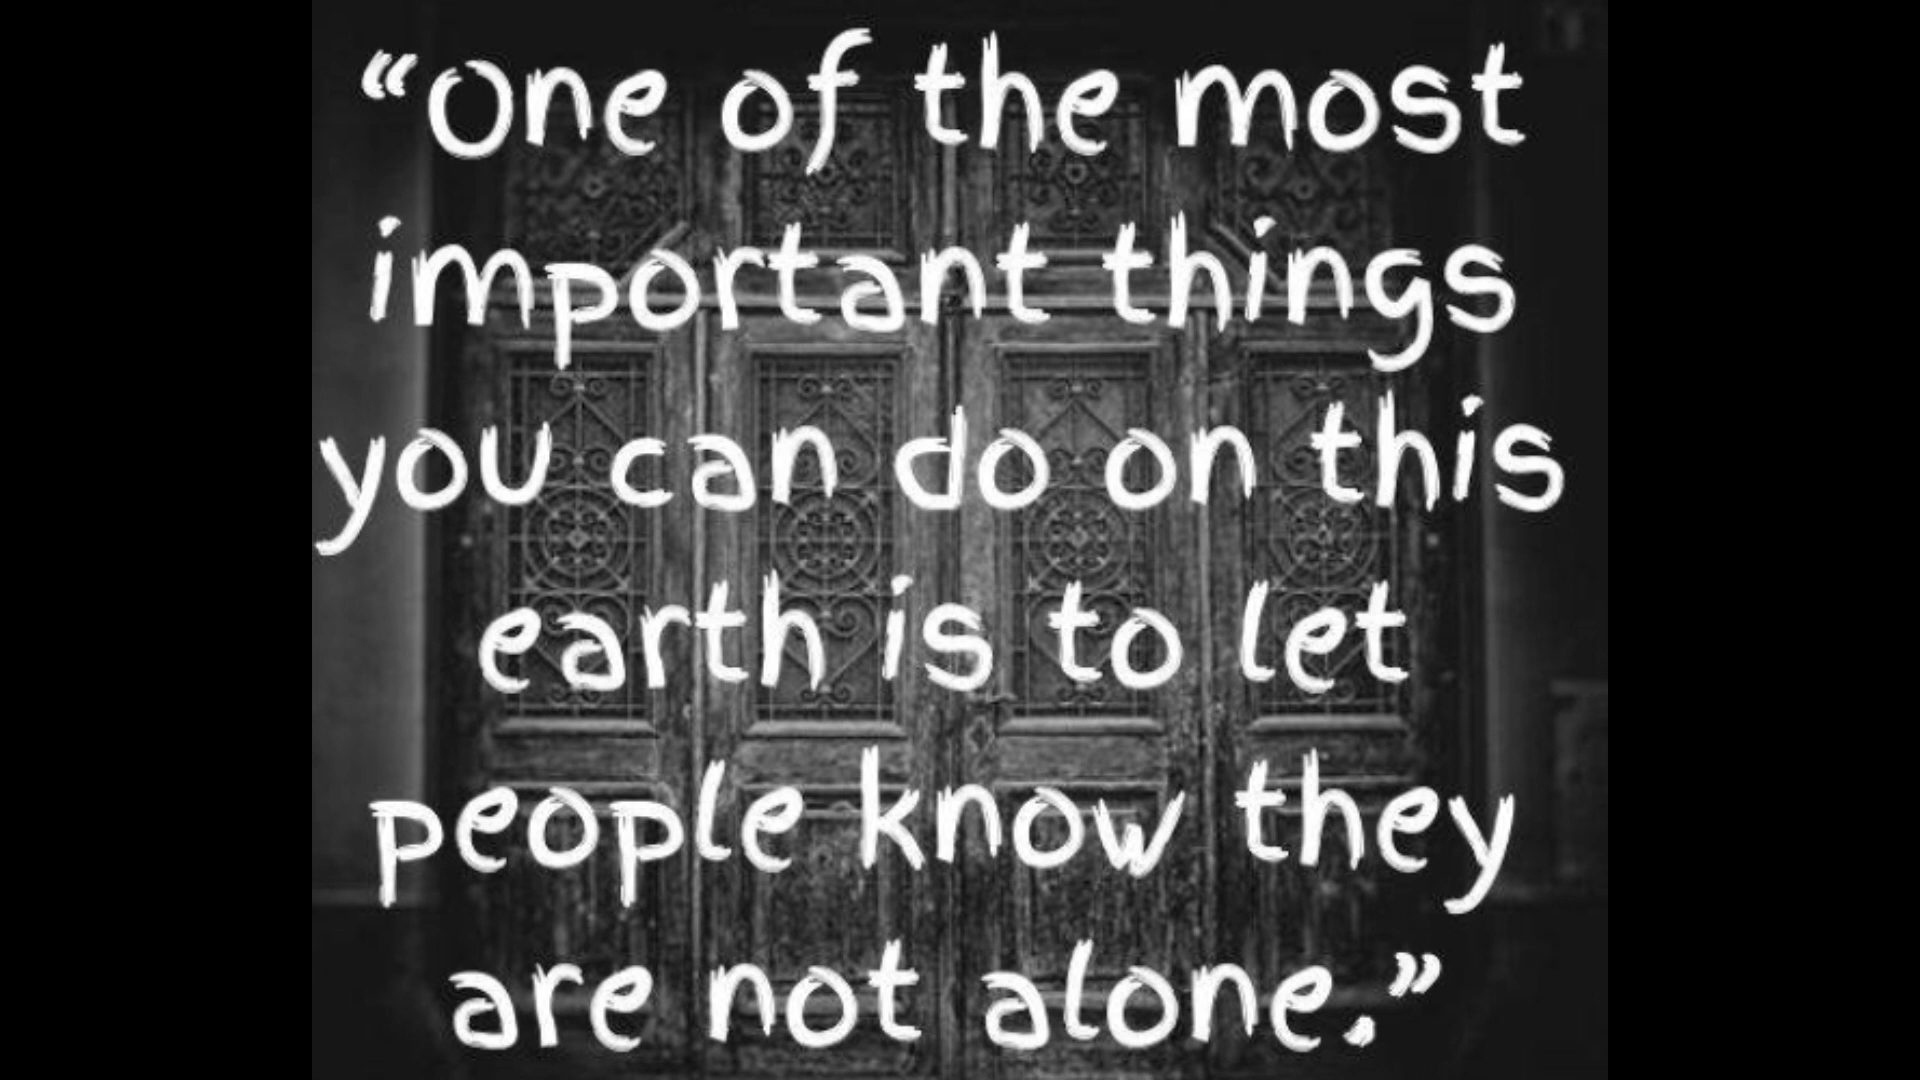 “One of the most
important things
you can do on this
earth is to let
people know they
are not alone.”